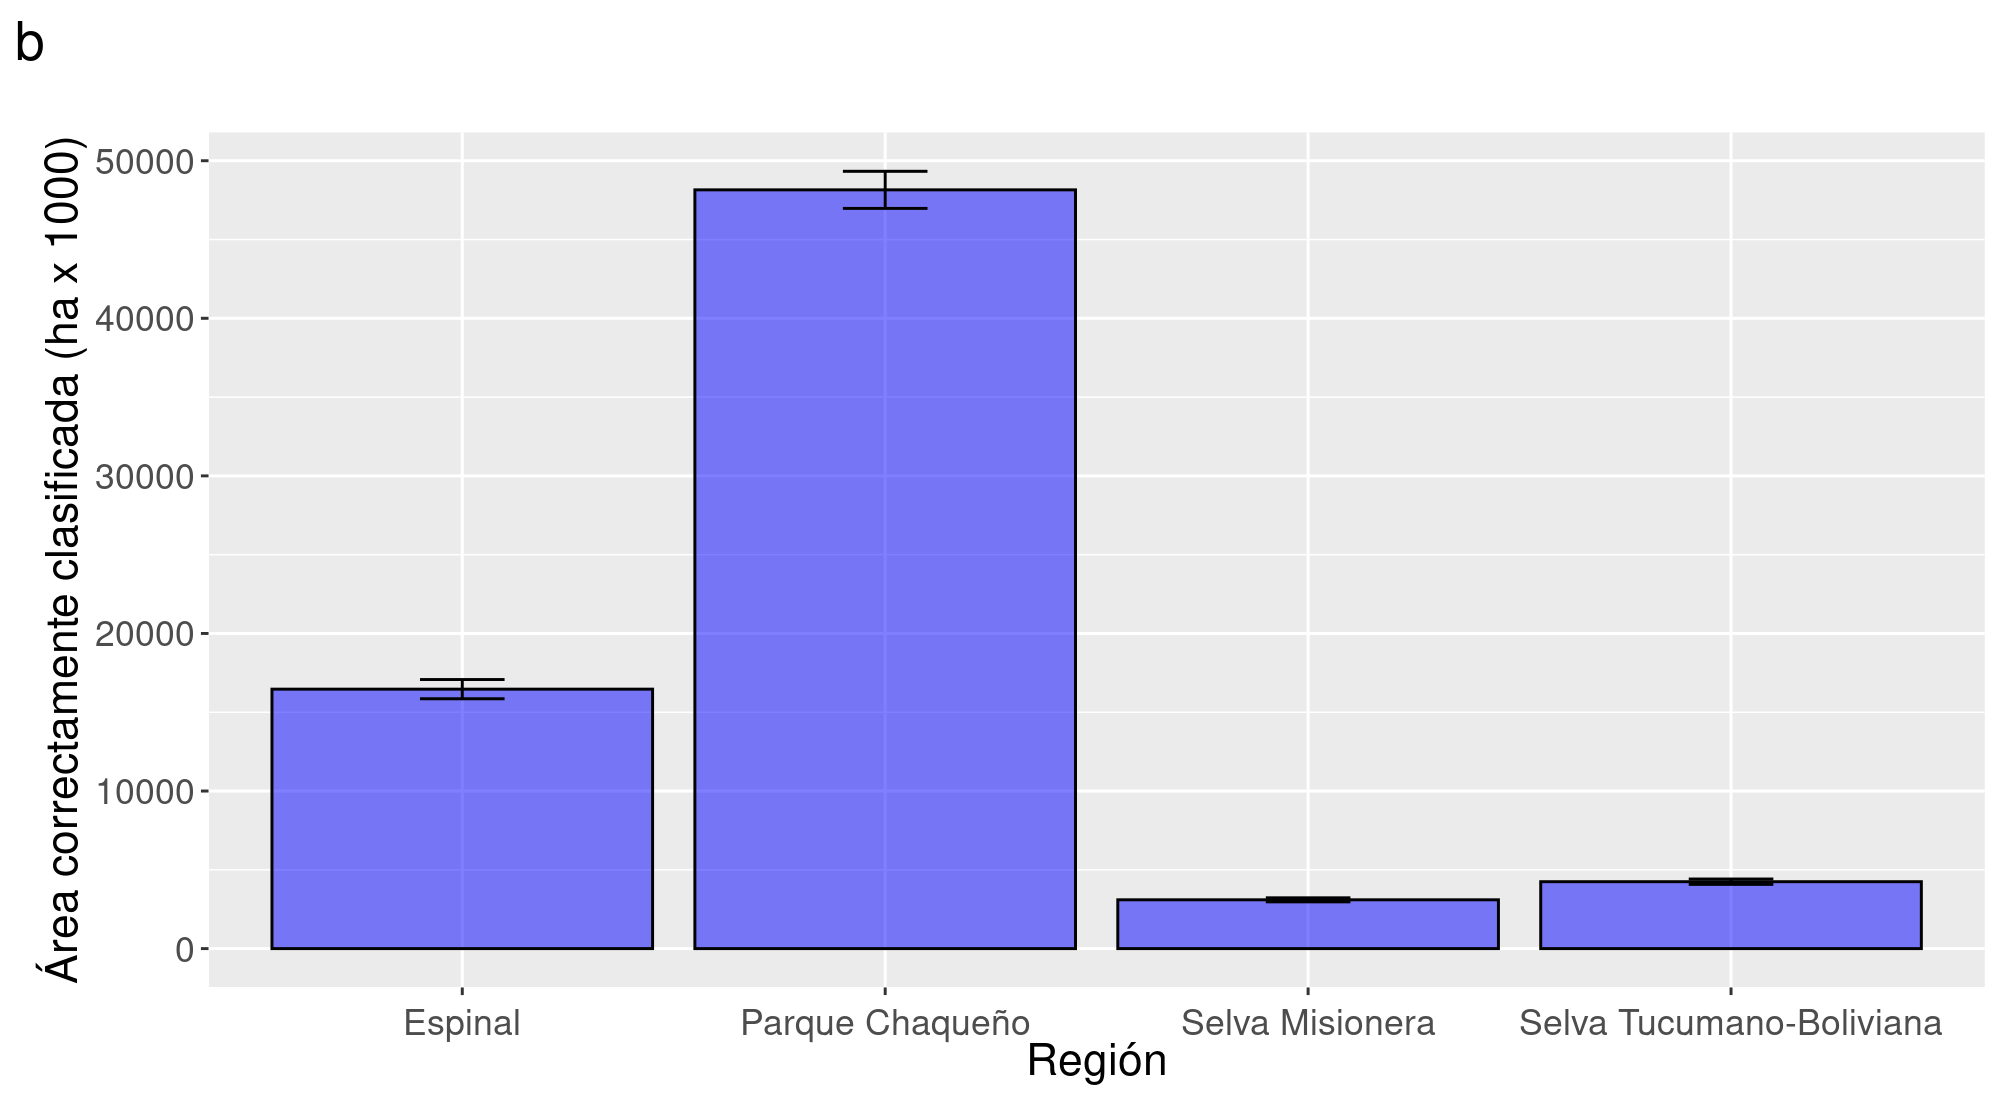 b
Área correctamente clasificada (ha x 1000)
50000
40000
30000
20000
10000
0
Espinal
Parque Chaqueño
Selva Misionera
Selva Tucumano-Boliviana
Región